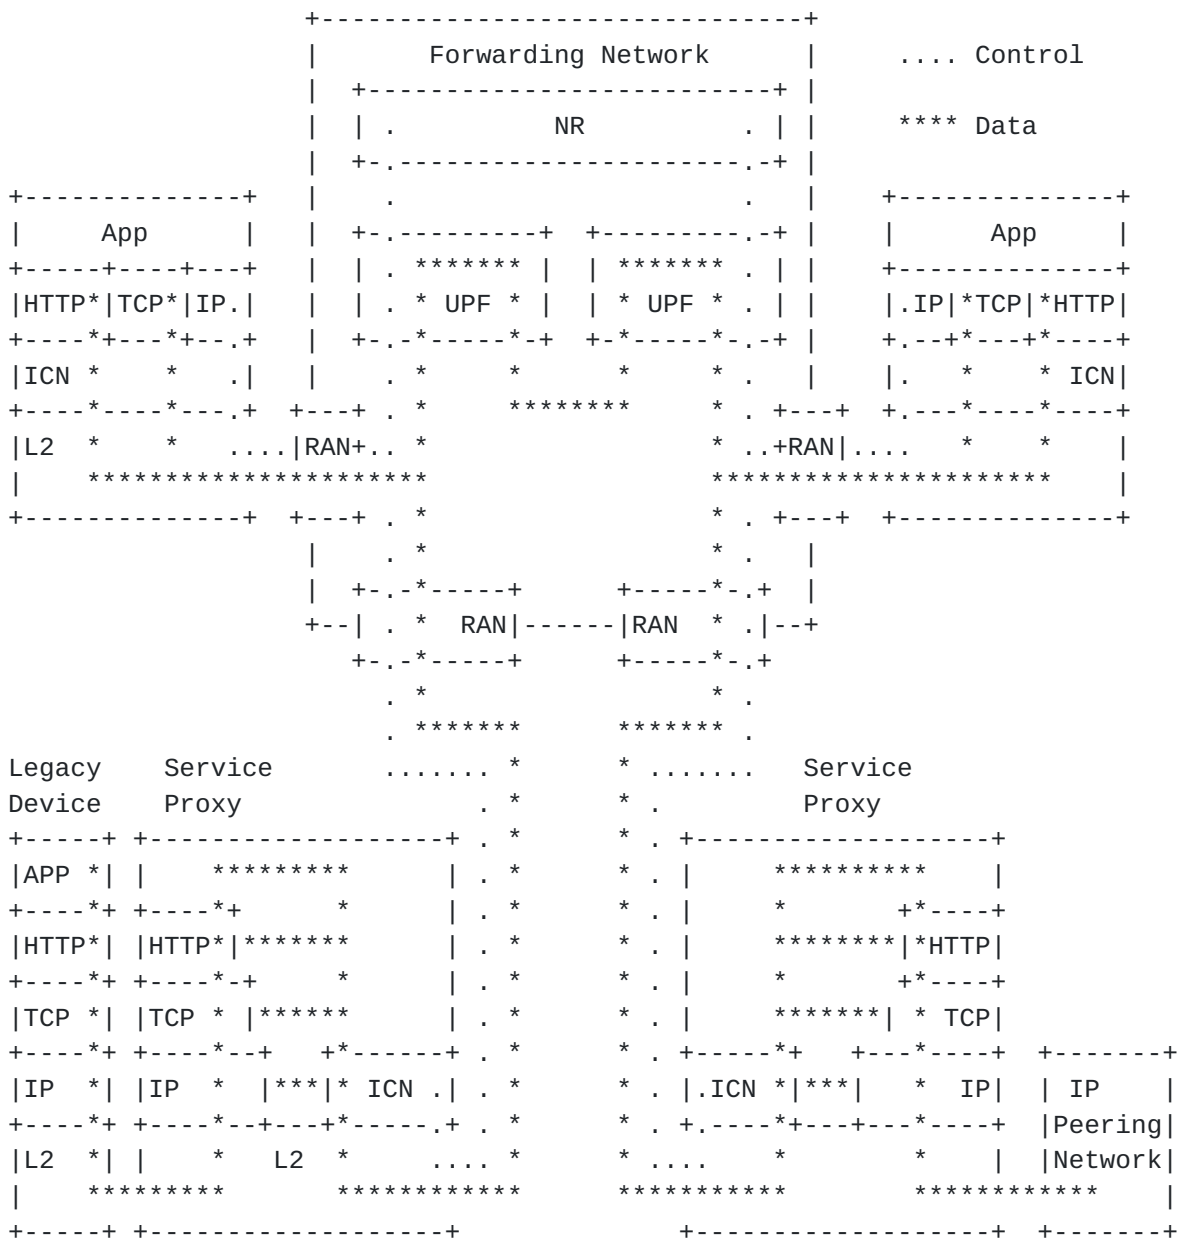 Forwarding Network
.... Control
NR
**** Data
App
App
HTTP TCP IP
UPF
UPF
IP TCP HTTP
ICN
ICN
L2
RAN
RAN
RAN
RAN
Legacy Service
Service
Device Proxy
Proxy
APP
HTTP
HTTP
HTTP
TCP
TCP
TCP
IP
IP
ICN
ICN
IP
IP
Peering
L2
L2
Network